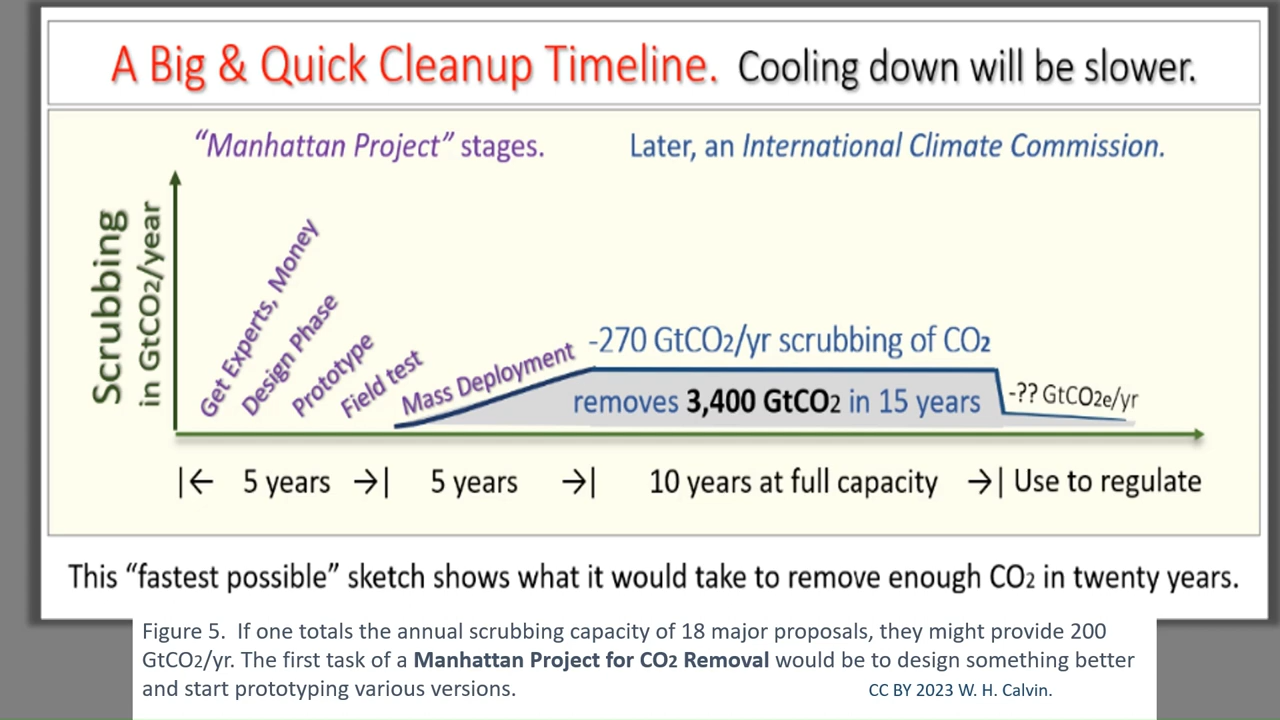 A Big & Quick Cleanup Timeline. Cooling down will be slower.
“Manhattan Project” stages.
Later, an International Climate Commission.
Scrubbing
in GtCO2/year
Get Experts, Money
Design Phase
Prototype
Field test
Mass Deployment
-270 GtCO2/yr scrubbing of CO2
removes 3,400 GtCO2 in 15 years
-?? GtCO2e/yr
|← 5 years →| 5 years →| 10 years at full capacity →| Use to regulate
This “fastest possible” sketch shows what it would take to remove enough CO2 in twenty years.
Figure 5. If one totals the annual scrubbing capacity of 18 major proposals, they might provide 200
GtCO2/yr. The first task of a Manhattan Project for CO2 Removal would be to design something better
and start prototyping various versions.
CC BY 2023 W. H. Calvin.